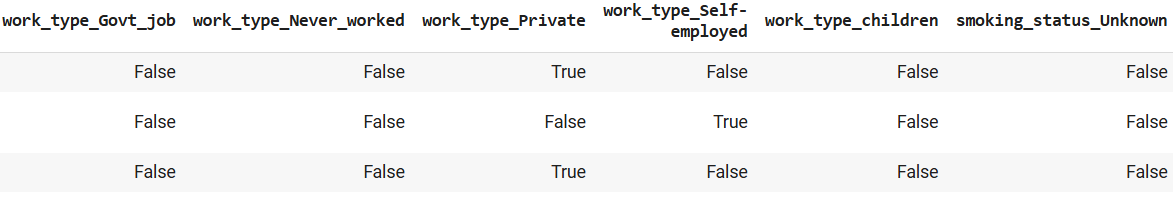 work_type_Govt_job work_type_Never_worked work_type_Private work_type_Self-employed work_type_children smoking_status_Unknown
False False True False False False
False False False True False False
False False True False False False